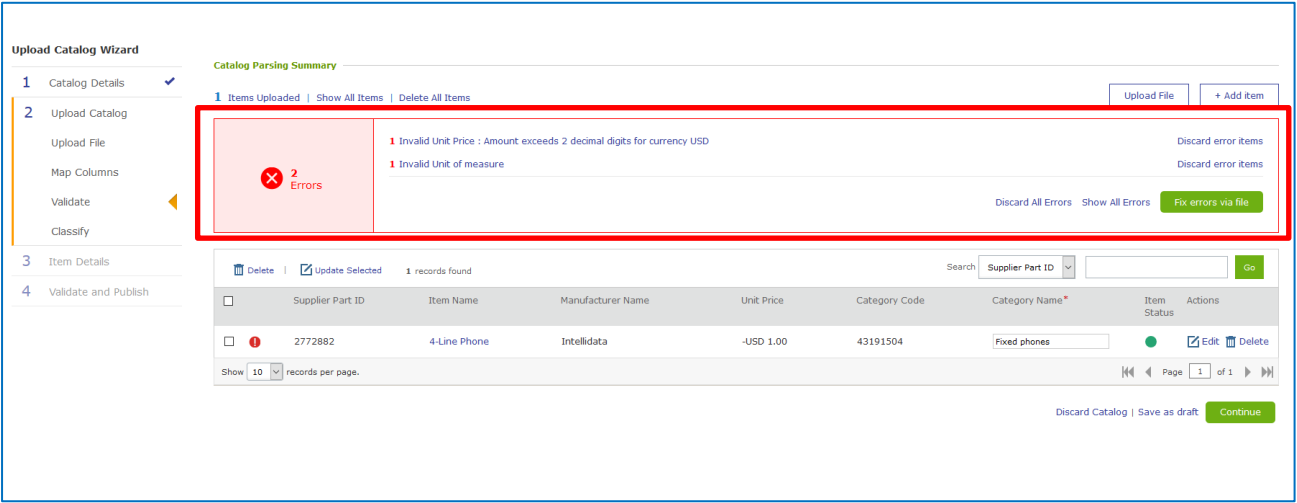 Upload Catalog Wizard
1 Catalog Details
2 Upload Catalog
Upload File
Map Columns
Validate
Classify
3 Item Details
4 Validate and Publish
Catalog Parsing Summary
1 Items Uploaded | Show All Items | Delete All Items
Upload File
+ Add item
2
Errors
1 Invalid Unit Price : Amount exceeds 2 decimal digits for currency USD Discard error items
1 Invalid Unit of measure Discard error items
Discard All Errors Show All Errors Fix errors via file
Delete | Update Selected 1 records found Search Supplier Part ID Go
Supplier Part ID Item Name Manufacturer Name Unit Price Category Code Category Name* Item Status Actions
2772882 4-Line Phone Intellidata -USD 1.00 43191504 Fixed phones Edit Delete
Show 10 records per page. Page 1 of 1
Discard Catalog | Save as draft Continue